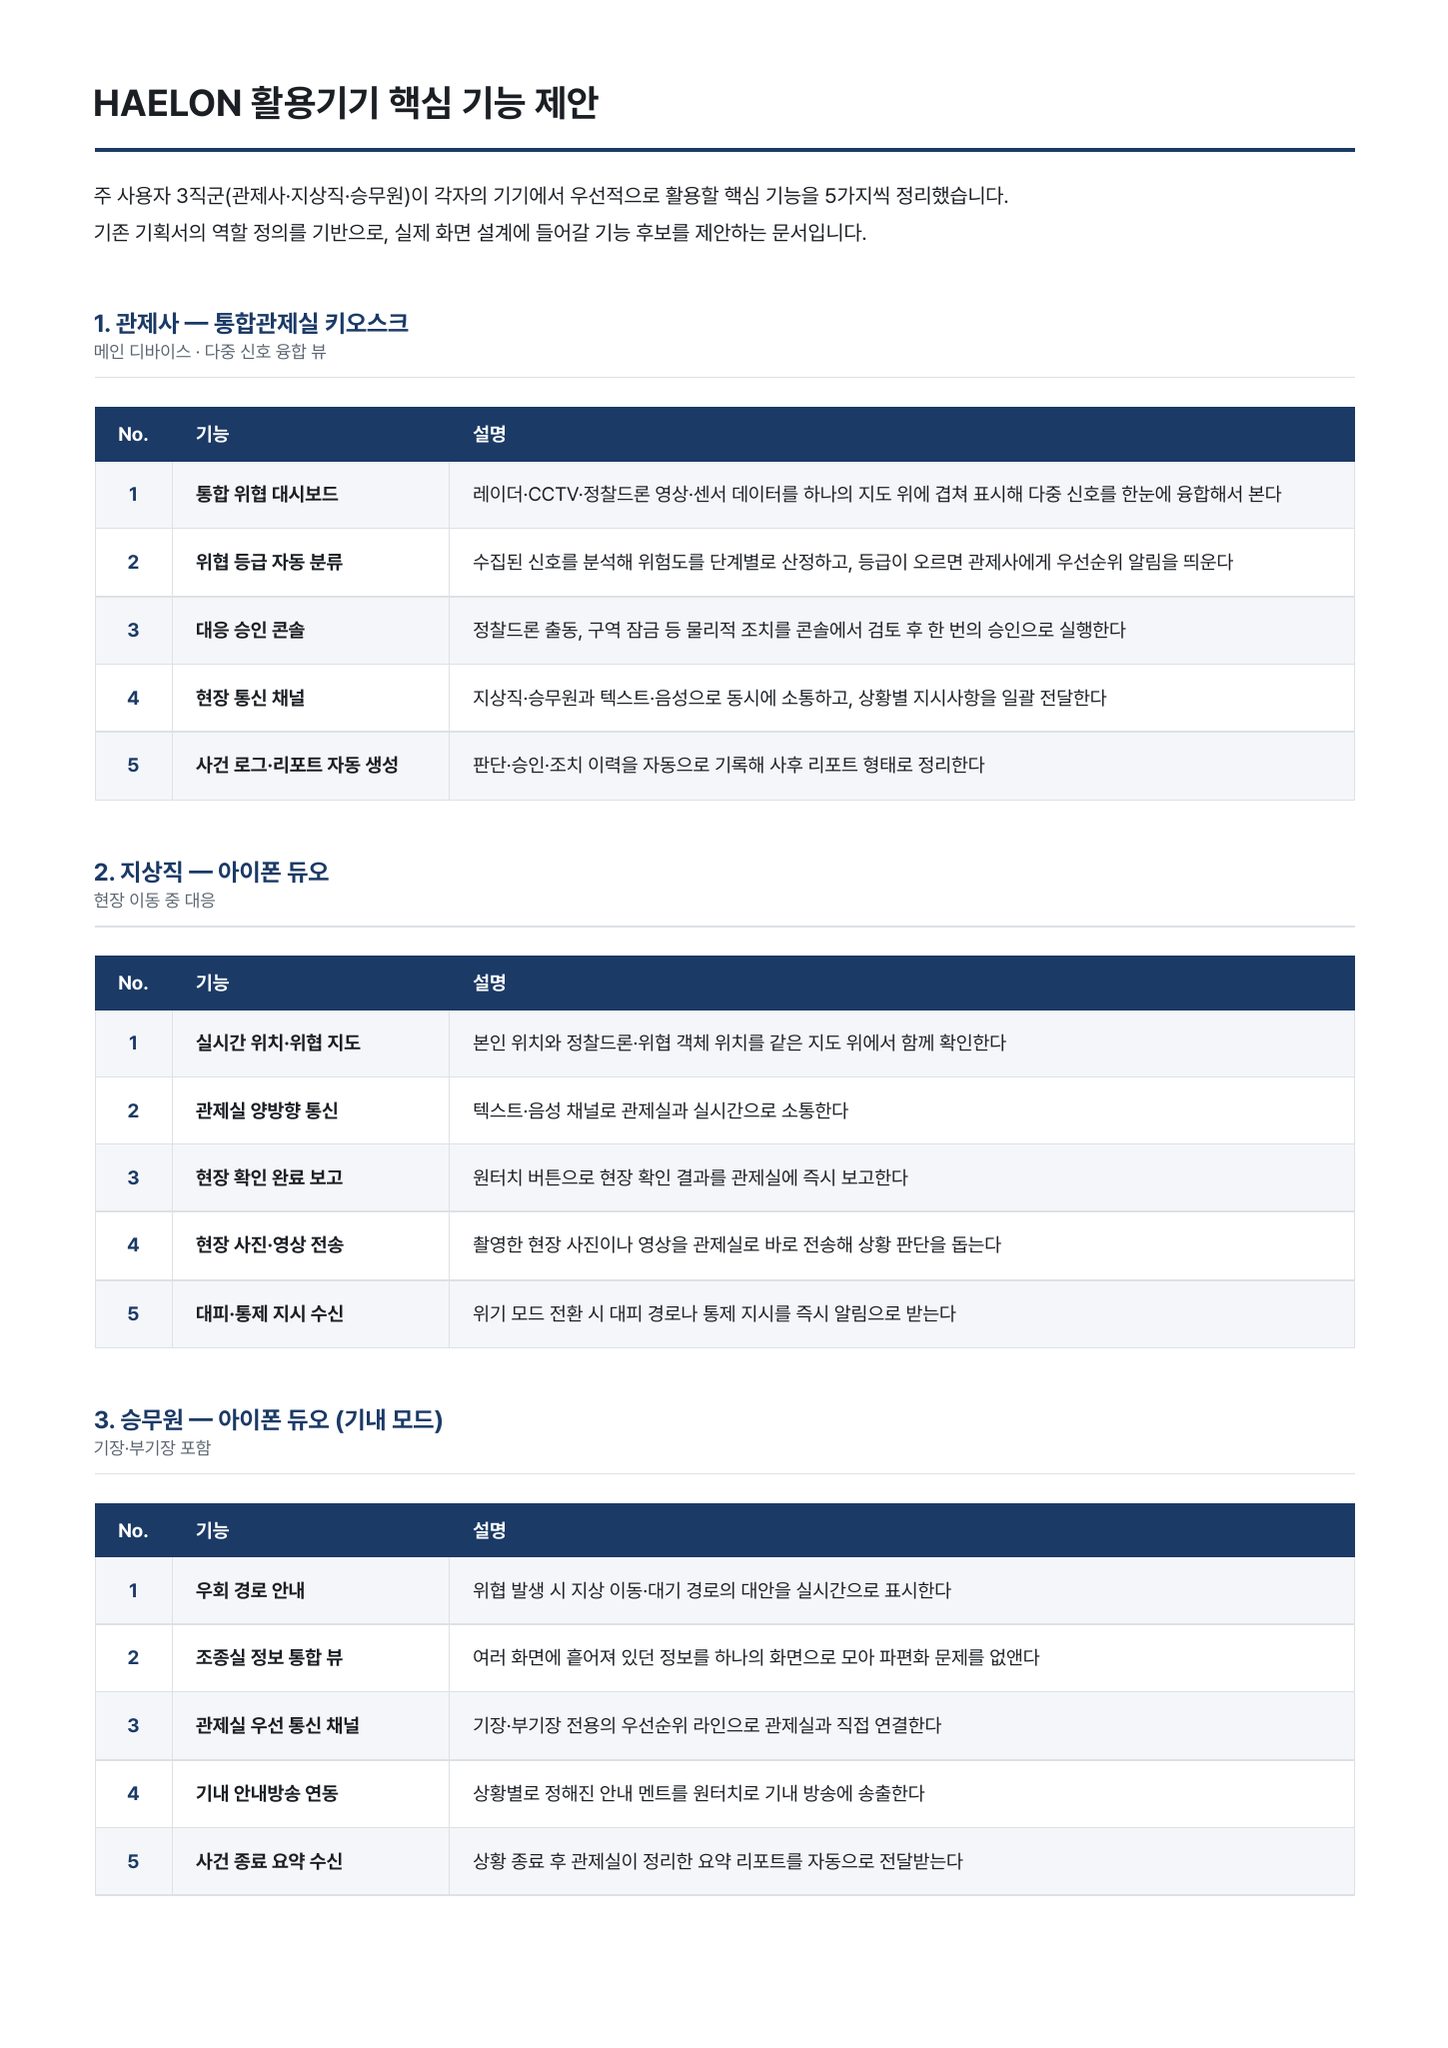 HAELON 활용기기 핵심 기능 제안
주 사용자 3직군(관제사·지상직·승무원)이 각자의 기기에서 우선적으로 활용할 핵심 기능을 5가지씩 정리했습니다.
기존 기획서의 역할 정의를 기반으로, 실제 화면 설계에 들어갈 기능 후보를 제안하는 문서입니다.
1. 관제사 — 통합관제실 키오스크
메인 디바이스 · 다중 신호 융합 뷰
No. 기능 설명
1 통합 위협 대시보드 레이더·CCTV·정찰드론 영상·센서 데이터를 하나의 지도 위에 겹쳐 표시해 다중 신호를 한눈에 융합해서 본다
2 위협 등급 자동 분류 수집된 신호를 분석해 위험도를 단계별로 산정하고, 등급이 오르면 관제사에게 우선순위 알림을 띄운다
3 대응 승인 콘솔 정찰드론 출동, 구역 잠금 등 물리적 조치를 콘솔에서 검토 후 한 번의 승인으로 실행한다
4 현장 통신 채널 지상직·승무원과 텍스트·음성으로 동시에 소통하고, 상황별 지시사항을 일괄 전달한다
5 사건 로그·리포트 자동 생성 판단·승인·조치 이력을 자동으로 기록해 사후 리포트 형태로 정리한다
2. 지상직 — 아이폰 듀오
현장 이동 중 대응
No. 기능 설명
1 실시간 위치·위협 지도 본인 위치와 정찰드론·위협 객체 위치를 같은 지도 위에서 함께 확인한다
2 관제실 양방향 통신 텍스트·음성 채널로 관제실과 실시간으로 소통한다
3 현장 확인 완료 보고 원터치 버튼으로 현장 확인 결과를 관제실에 즉시 보고한다
4 현장 사진·영상 전송 촬영한 현장 사진이나 영상을 관제실로 바로 전송해 상황 판단을 돕는다
5 대피·통제 지시 수신 위기 모드 전환 시 대피 경로나 통제 지시를 즉시 알림으로 받는다
3. 승무원 — 아이폰 듀오 (기내 모드)
기장·부기장 포함
No. 기능 설명
1 우회 경로 안내 위협 발생 시 지상 이동·대기 경로의 대안을 실시간으로 표시한다
2 조종실 정보 통합 뷰 여러 화면에 흩어져 있던 정보를 하나의 화면으로 모아 파편화 문제를 없앤다
3 관제실 우선 통신 채널 기장·부기장 전용의 우선순위 라인으로 관제실과 직접 연결한다
4 기내 안내방송 연동 상황별로 정해진 안내 멘트를 원터치로 기내 방송에 송출한다
5 사건 종료 요약 수신 상황 종료 후 관제실이 정리한 요약 리포트를 자동으로 전달받는다